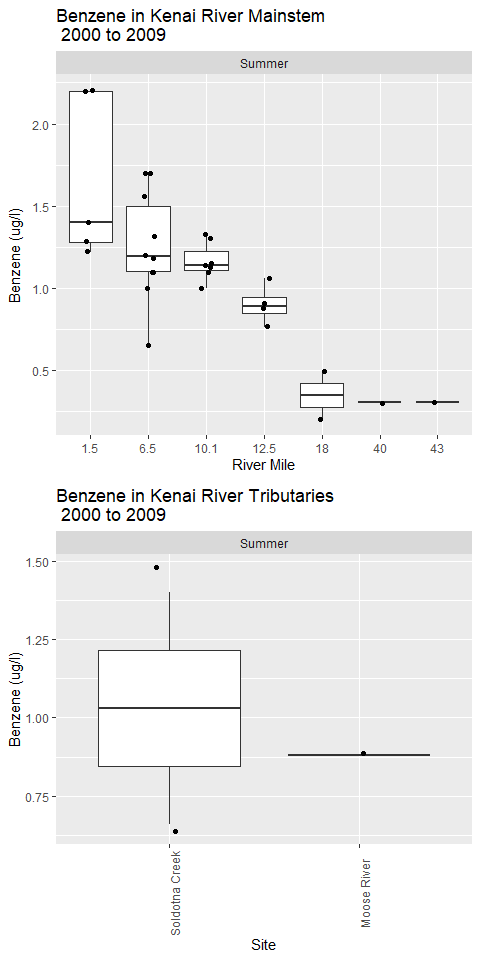 Benzene in Kenai River Mainstem
2000 to 2009
Summer
Benzene (ug/l)
2.0
1.5
1.0
0.5
1.5 6.5 10.1 12.5 18 40 43
River Mile
Benzene in Kenai River Tributaries
2000 to 2009
Summer
Benzene (ug/l)
1.50
1.25
1.00
0.75
Soldotna Creek
Moose River
Site